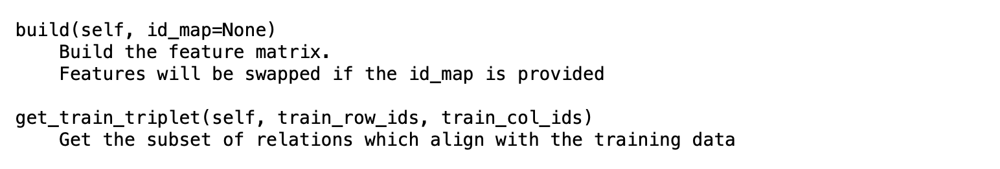 build(self, id_map=None)
Build the feature matrix.
Features will be swapped if the id_map is provided
get_train_triplet(self, train_row_ids, train_col_ids)
Get the subset of relations which align with the training data